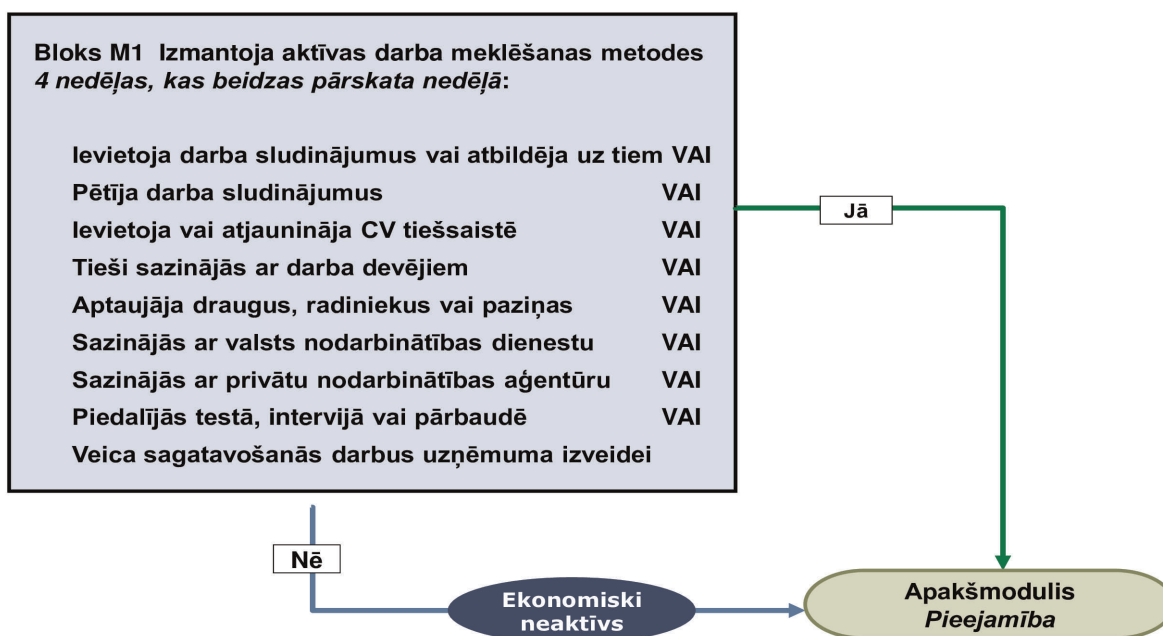 Bloks M1 Izmantoja aktīvas darba meklēšanas metodes
4 nedēļas, kas beidzas pārskata nedēļā:
Ievietoja darba sludinājumus vai atbildēja uz tiem VAI
Pētīja darba sludinājumus VAI
Ievietoja vai atjaunināja CV tiešsaistē VAI
Tieši sazinājās ar darba devējiem VAI
Aptaujāja draugus, radiniekus vai paziņas VAI
Sazinājās ar valsts nodarbinātības dienestu VAI
Sazinājās ar privātu nodarbinātības aģentūru VAI
Piedalījās testā, intervijā vai pārbaudē VAI
Veica sagatavošanās darbus uzņēmuma izveidei
Jā
Nē
Ekonomiski
neaktīvs
Apakšmodulis
Pieejamība